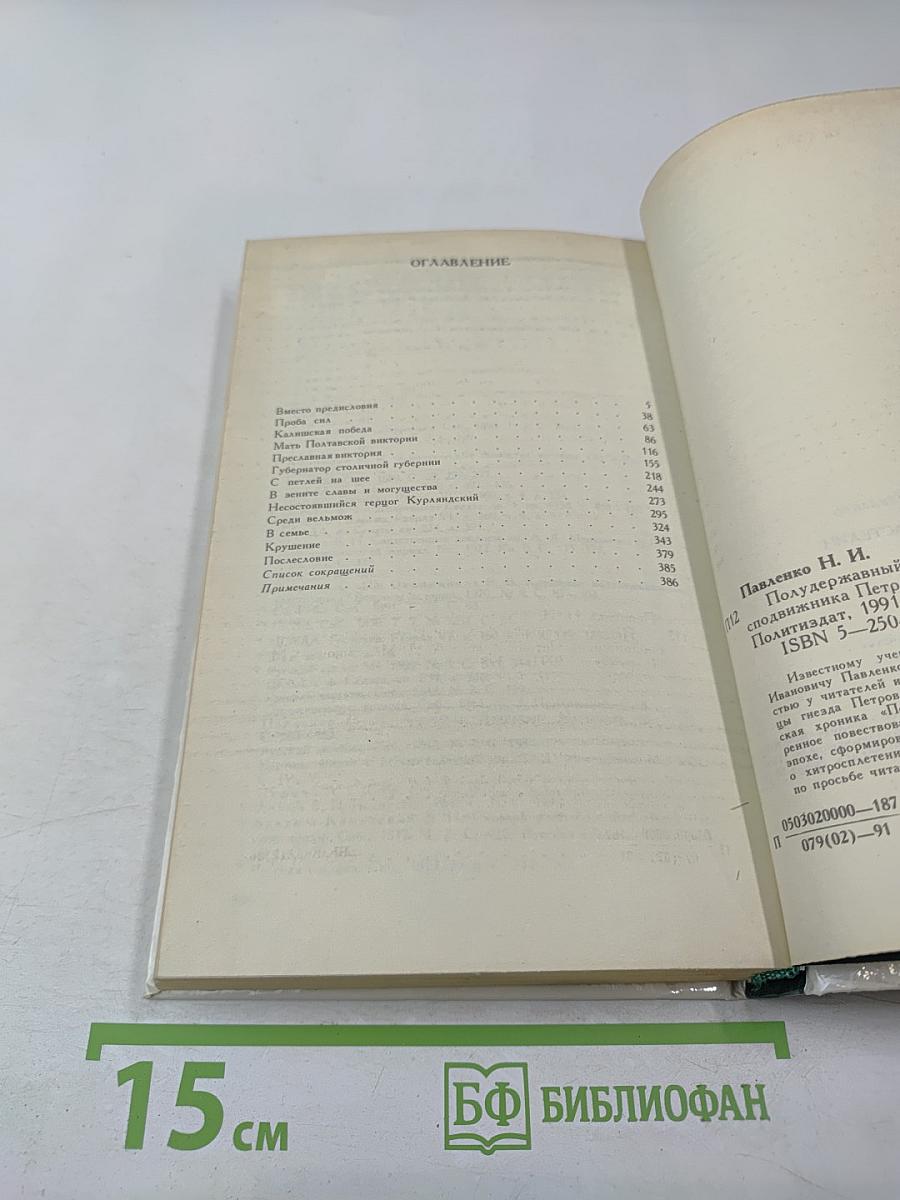 ОГЛАВЛЕНИЕ
Вместо предисловия 5
Проба сил 38
Калишская победа 63
Мать Полтавской виктории 86
Преславная виктория 116
Губернатор столичной губернии 155
С петлей на шее 218
В зените славы и могущества 244
Несостоявшийся герцог Курляндский 273
Среди вельмож 295
В семье 324
Крушение 343
Послесловие 379
Список сокращений 385
Примечания 386
Павленко Н. И.
П12 Полудержавный
сподвижника Петр
Политиздат, 1991
ISBN 5—250-
Известному уче
Ивановичу Павленко
стью у читателей и
цы гнезда Петров
ская хроника «П
ренное повествова
эпохе, сформиров
о хитросплетени
по просьбе чита
П 0503020000—187
079(02)—91
15 см
БФ БИБЛИОФАН